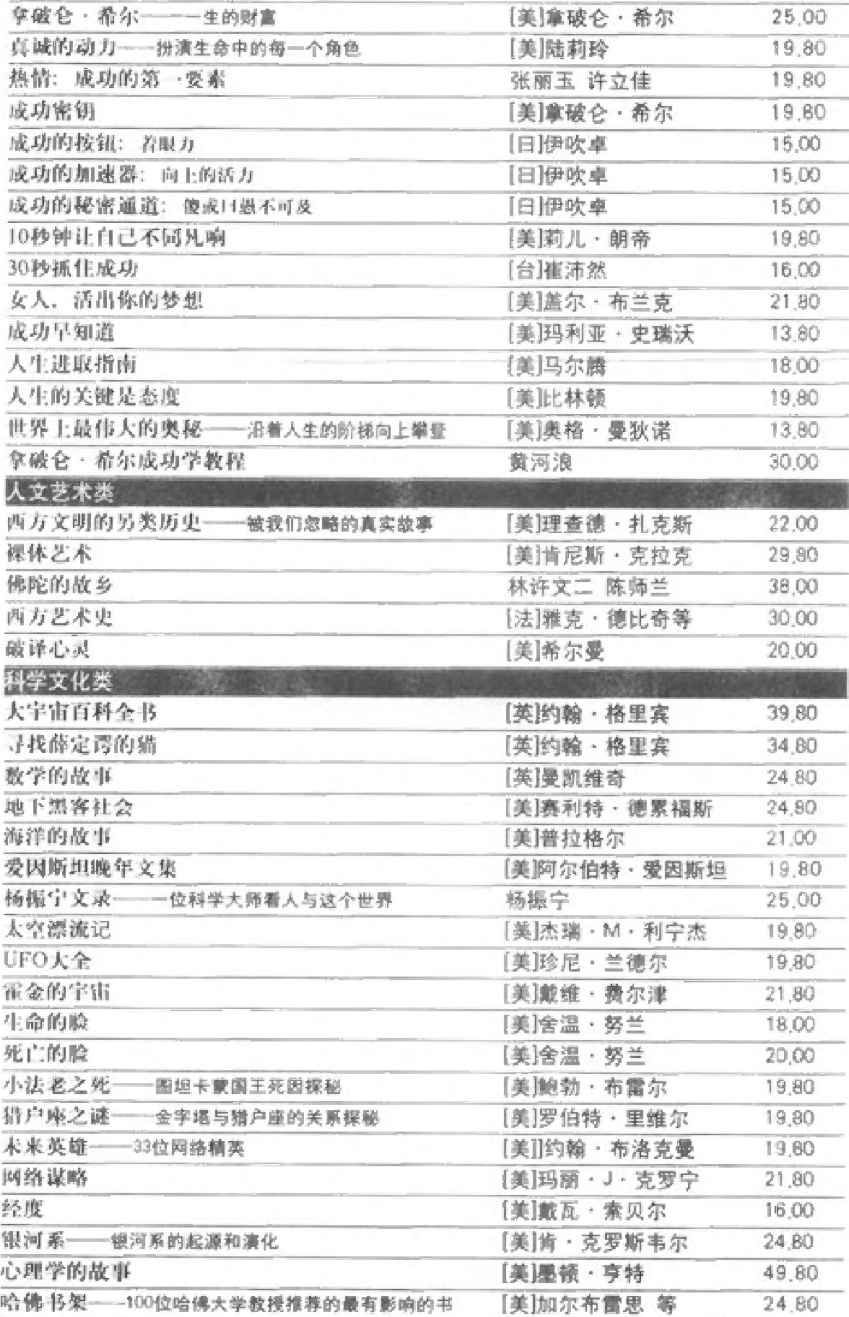 拿破仑·希尔——一生的财富 [美]拿破仑·希尔 25.00
真诚的动力——扮演生命中的每一个角色 [美]陆莉玲 19.80
热情:成功的第一要素 张丽玉 许立佳 19.80
成功密钥 [美]拿破仑·希尔 19.80
成功的按钮:着眼力 [日]伊吹卓 15.00
成功的加速器:向上的活力 [日]伊吹卓 15.00
成功的秘密通道:傻或曰愚不可及 [日]伊吹卓 15.00
10秒钟让自己不同凡响 [美]莉儿·朗帝 19.80
30秒抓住成功 [台]崔沛然 16.00
女人,活出你的梦想 [美]盖尔·布兰克 21.80
成功早知道 [美]玛利亚·史瑞沃 13.80
人生进取指南 [美]马尔腾 18.00
人生的关键是态度 [美]比林顿 19.80
世界上最伟大的奥秘——沿着人生的阶梯向上攀登 [美]奥格·曼狄诺 13.80
拿破仑·希尔成功学教程 黄河浪 30.00
人文艺术类
西方文明的另类历史——被我们忽略的真实故事 [美]理查德·扎克斯 22.00
裸体艺术 [美]肯尼斯·克拉克 29.80
佛陀的故乡 林许文二 陈师兰 38.00
西方艺术史 [法]雅克·德比奇等 30.00
破译心灵 [美]希尔曼 20.00
科学文化类
大宇宙百科全书 [英]约翰·格里宾 39.80
寻找薛定谔的猫 [英]约翰·格里宾 34.80
数学的故事 [英]曼凯维奇 24.80
地下黑客社会 [美]赛利特·德累福斯 24.80
海洋的故事 [美]普拉格尔 21.00
爱因斯坦晚年文集 [美]阿尔伯特·爱因斯坦 19.80
杨振宁文录——一位科学大师看人与这个世界 杨振宁 25.00
太空漂流记 [美]杰瑞·M·利宁杰 19.80
UFO大全 [美]珍尼·兰德尔 19.80
霍金的宇宙 [美]戴维·费尔津 21.80
生命的脸 [美]舍温·努兰 18.00
死亡的脸 [美]舍温·努兰 20.00
小法老之死——图坦卡蒙国王死因探秘 [美]鲍勃·布雷尔 19.80
猎户座之谜——金字塔与猎户座的关系探秘 [美]罗伯特·里维尔 19.80
未来英雄——33位网络精英 [美]]约翰·布洛克曼 19.80
网络谋略 [美]玛丽·J·克罗宁 21.80
经度 [美]戴瓦·索贝尔 16.00
银河系——银河系的起源和演化 [美]肯·克罗斯韦尔 24.80
心理学的故事 [美]墨顿·亨特 49.80
哈佛书架——100位哈佛大学教授推荐的最有影响的书 [美]加尔布雷思 等 24.80